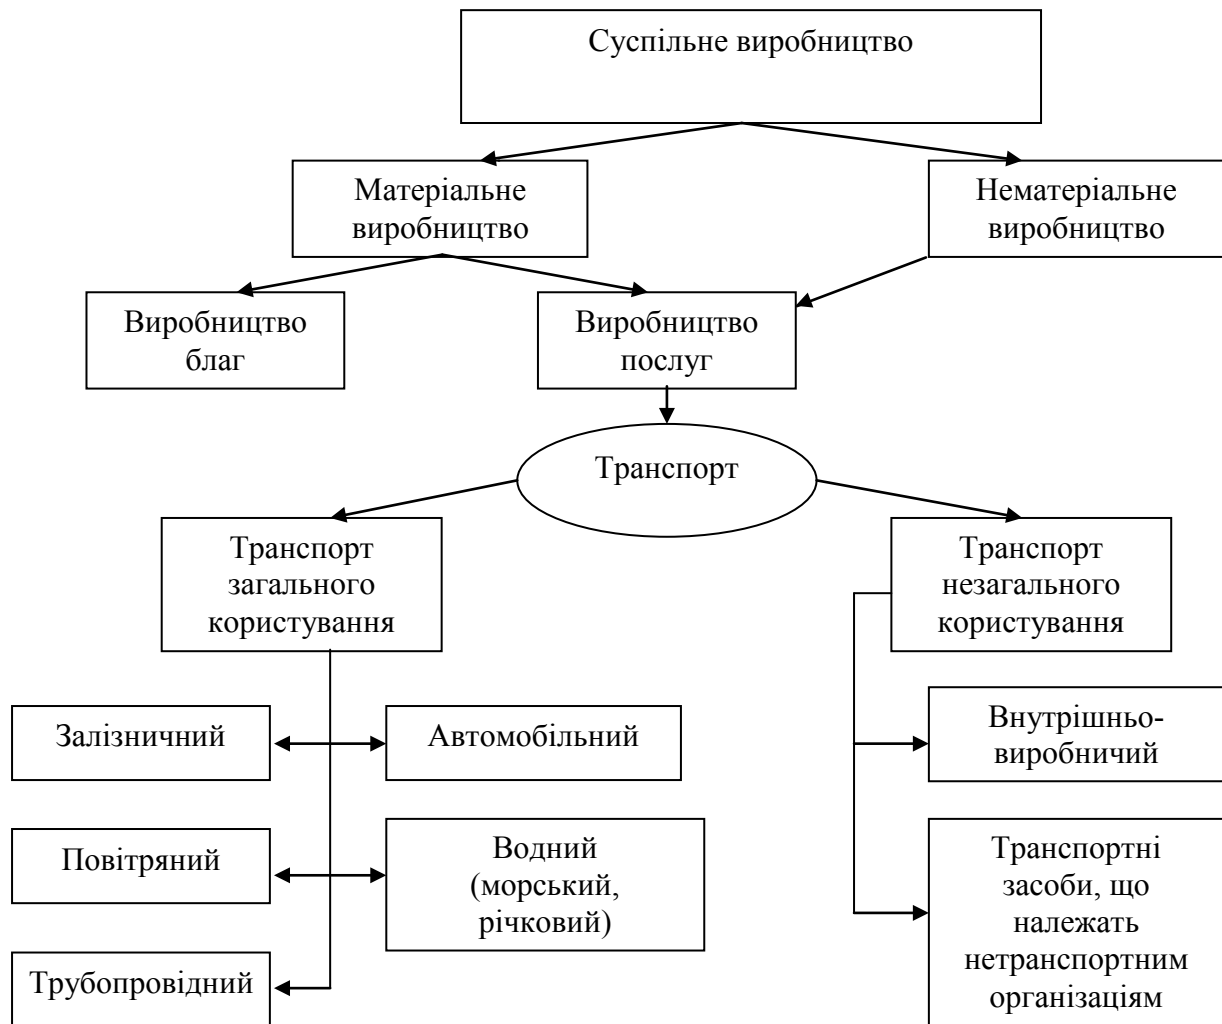 Суспільне виробництво
Матеріальне
виробництво
Нематеріальне
виробництво
Виробництво
благ
Виробництво
послуг
Транспорт
Транспорт
загального
користування
Транспорт
незагального
користування
Залізничний
Автомобільний
Внутрішньо-
виробничий
Повітряний
Водний
(морський,
річковий)
Транспортні
засоби, що
належать
нетранспортним
організаціям
Трубопровідний